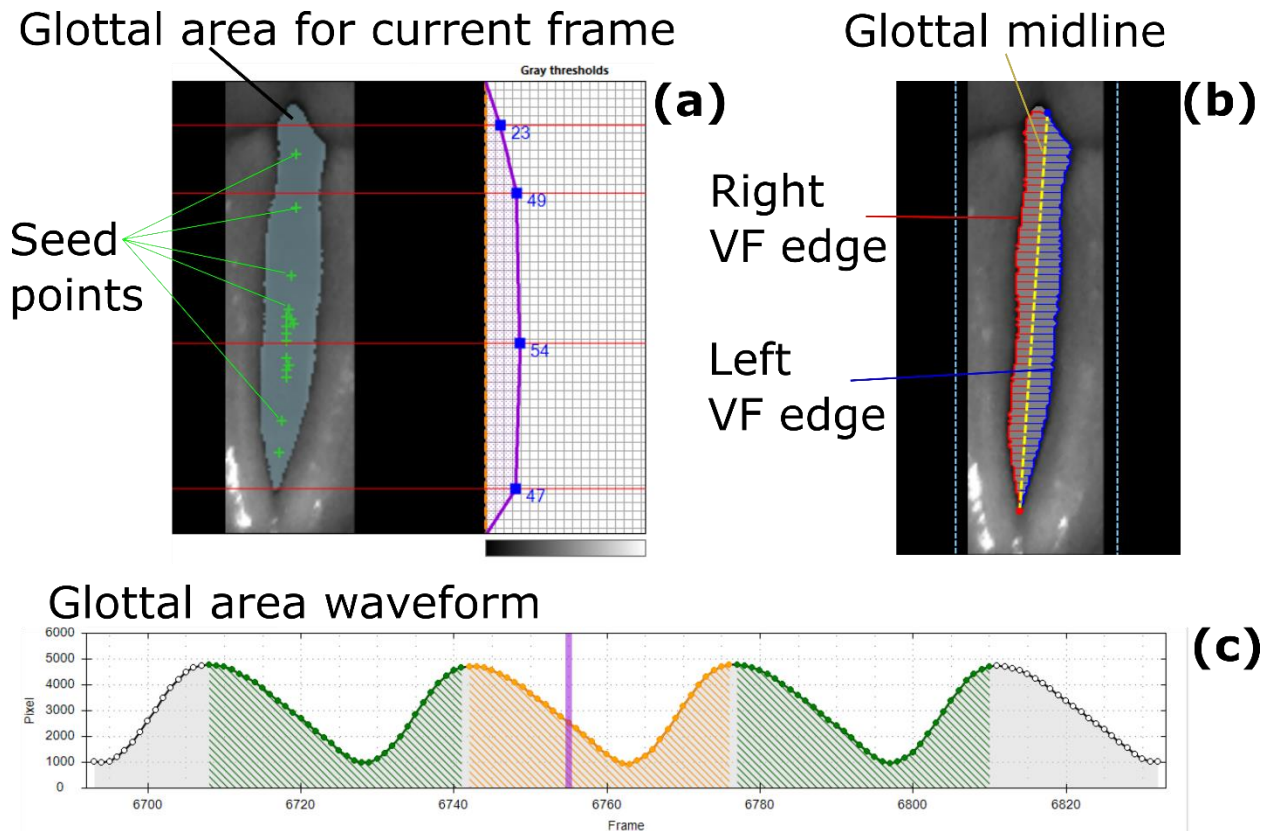 Glottal area for current frame
Gray thresholds
(a)
23
49
54
47
Seed
points
Glottal midline
(b)
Right
VF edge
Left
VF edge
Glottal area waveform
(c)
Pixel
6000
5000
4000
3000
2000
1000
0
6700 6720 6740 6760 6780 6800 6820
Frame